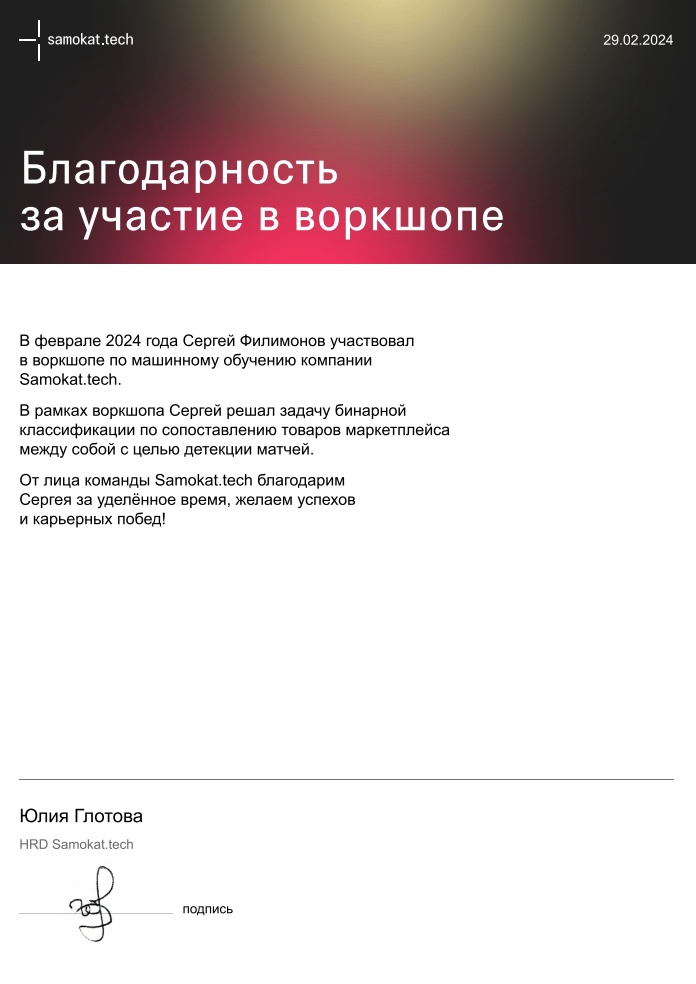 samokat.tech
29.02.2024
Благодарность
за участие в воркшопе
В феврале 2024 года Сергей Филимонов участвовал
в воркшопе по машинному обучению компании
Samokat.tech.
В рамках воркшопа Сергей решал задачу бинарной
классификации по сопоставлению товаров маркетплейса
между собой с целью детекции матчей.
От лица команды Samokat.tech благодарим
Сергея за уделённое время, желаем успехов
и карьерных побед!
Юлия Глотова
HRD Samokat.tech
подпись